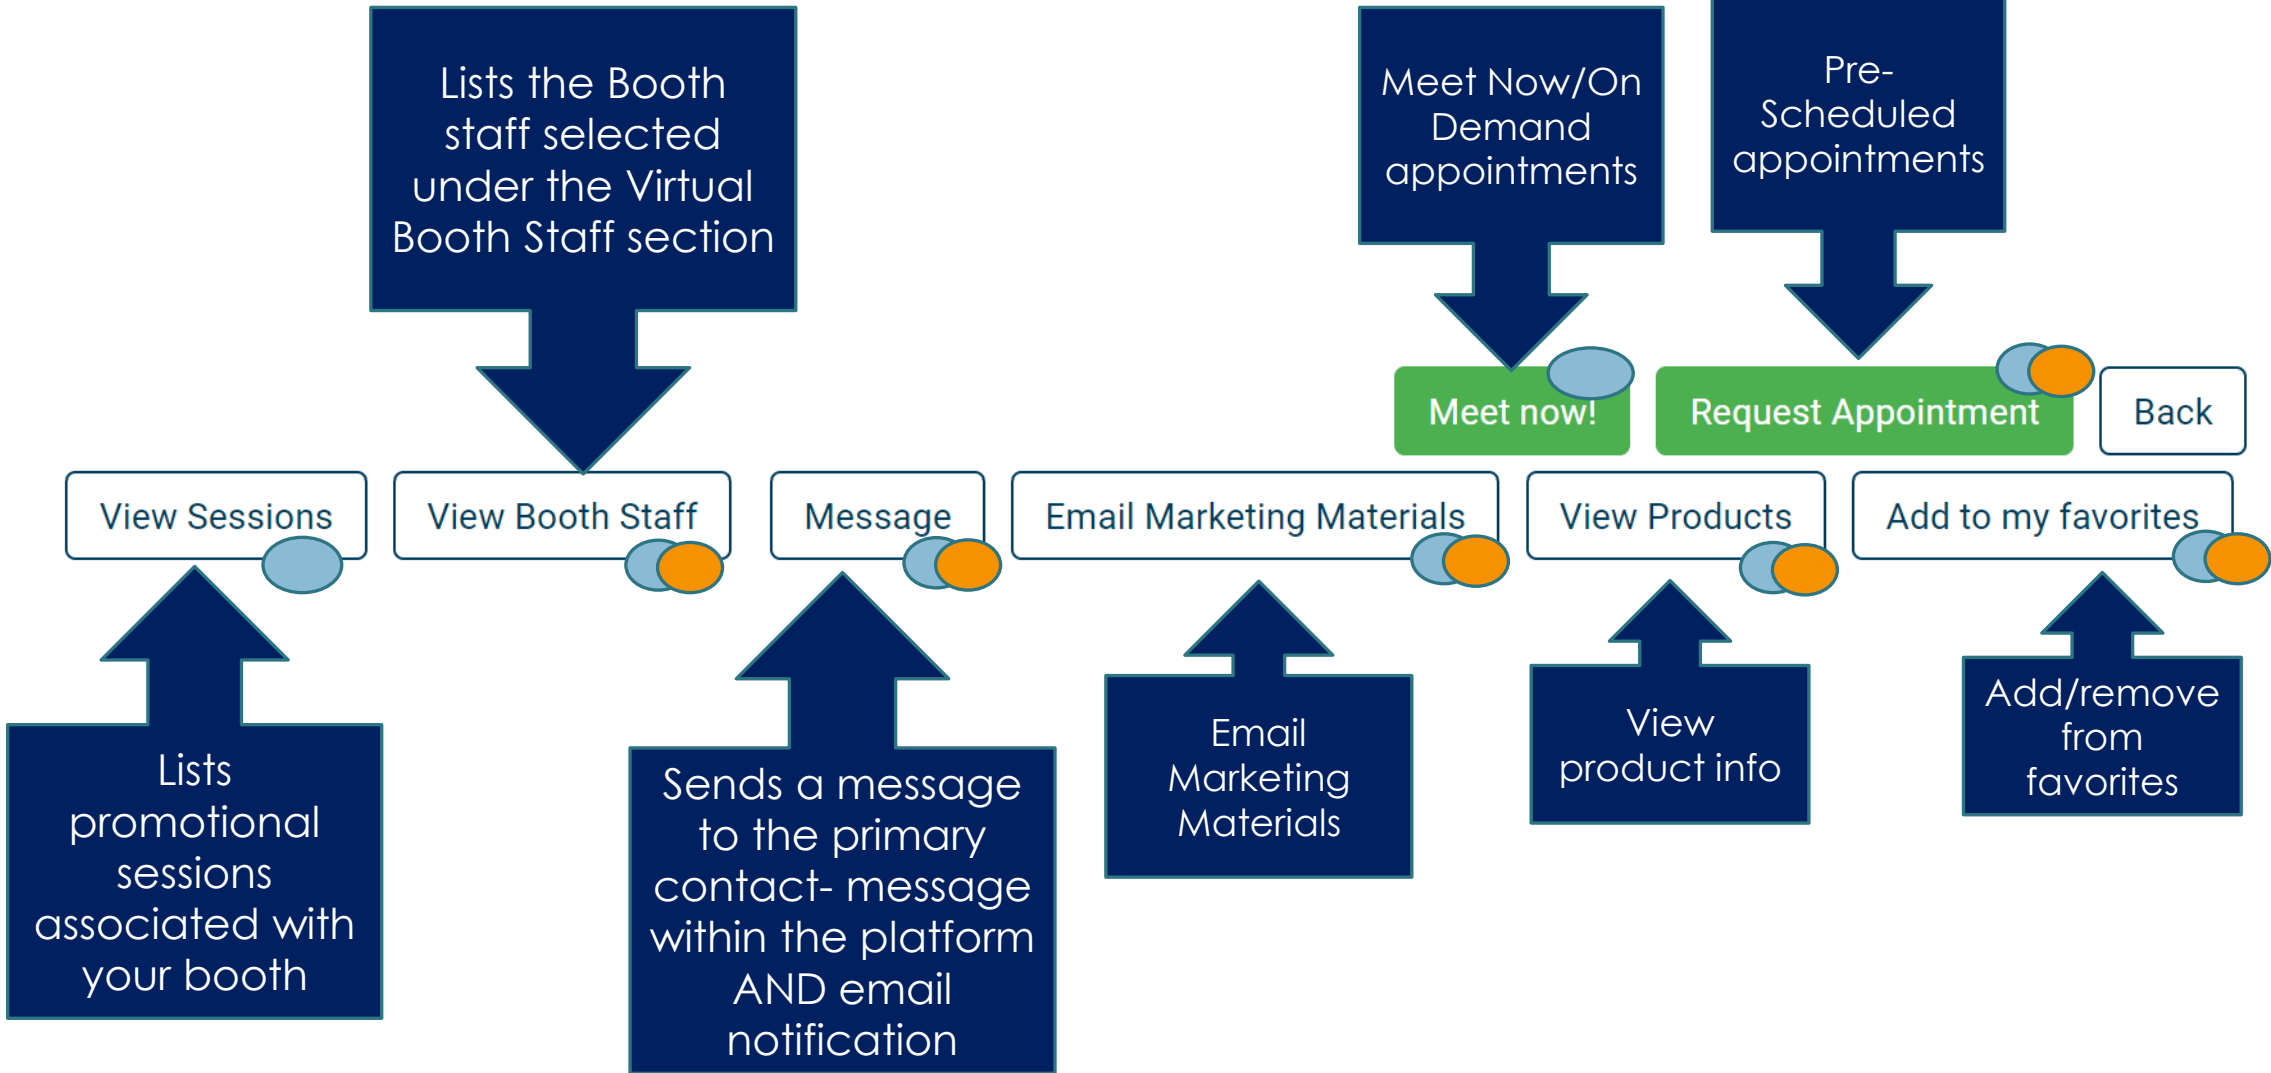 Lists the Booth
staff selected
under the Virtual
Booth Staff section
Meet Now/On
Demand
appointments
Pre-
Scheduled
appointments
Meet now!
Request Appointment
Back
View Sessions
View Booth Staff
Message
Email Marketing Materials
View Products
Add to my favorites
Lists
promotional
sessions
associated with
your booth
Sends a message
to the primary
contact- message
within the platform
AND email
notification
Email
Marketing
Materials
View
product info
Add/remove
from
favorites